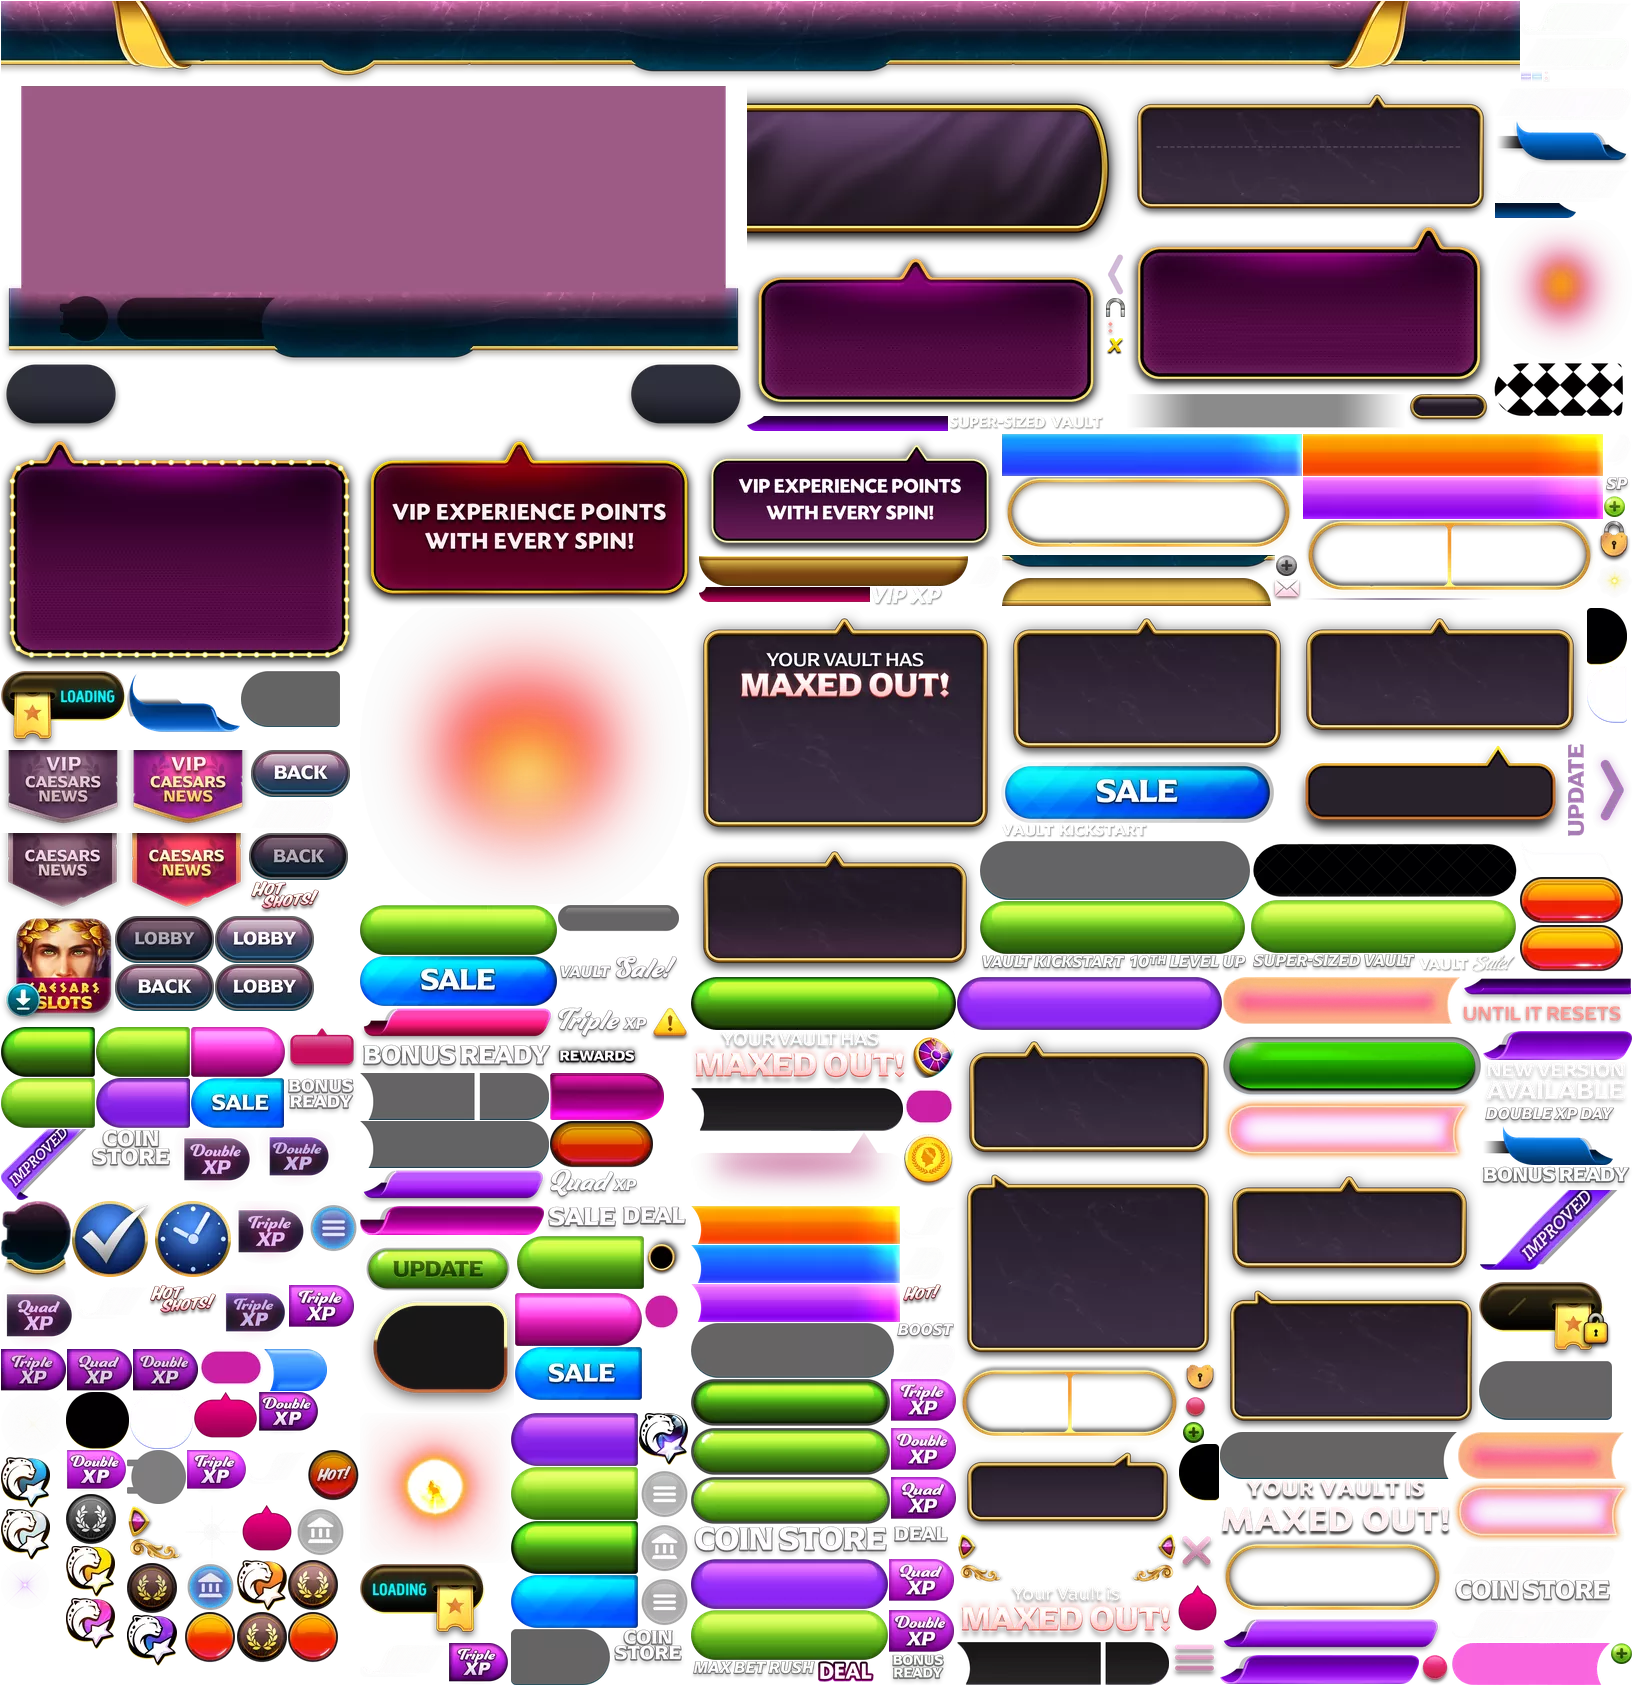 SUPER-SIZED VAULT
VIP EXPERIENCE POINTS
WITH EVERY SPIN!
VIP EXPERIENCE POINTS
WITH EVERY SPIN!
SP
VIP XP
YOUR VAULT HAS
MAXED OUT!
LOADING
VIP
CAESARS
NEWS
VIP
CAESARS
NEWS
BACK
SALE
UPDATE
VAULT KICKSTART
CAESARS
NEWS
CAESARS
NEWS
BACK
HOT
SHOTS!
LOBBY
LOBBY
BACK
LOBBY
CAESARS
SLOTS
SALE
VAULT Sale!
VAULT KICKSTART
10TH LEVEL UP
SUPER-SIZED VAULT
VAULT Sale!
Triple XP
UNTIL IT RESETS
BONUS READY
REWARDS
YOUR VAULT HAS
MAXED OUT!
NEW VERSION
AVAILABLE
DOUBLE XP DAY
SALE
BONUS
READY
IMPROVED
COIN
STORE
Double
XP
Double
XP
BONUS READY
Quad XP
SALE
DEAL
IMPROVED
Triple
XP
UPDATE
HOT
SHOTS!
Quad
XP
Triple
XP
Triple
XP
HOT!
BOOST
SALE
Triple
XP
Quad
XP
Double
XP
Double
XP
Triple
XP
Double
XP
Quad
XP
Double
XP
Triple
XP
HOT!
YOUR VAULT IS
MAXED OUT!
COIN STORE
DEAL
Quad
XP
LOADING
Your Vault is
MAXED OUT!
COIN STORE
Double
XP
COIN
STORE
Triple
XP
MAX BET RUSH
DEAL
BONUS
READY